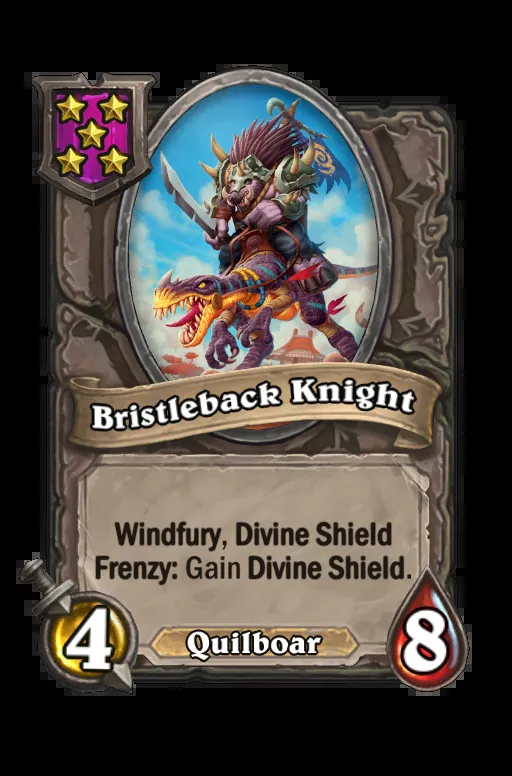 Bristleback Knight
Windfury, Divine Shield
Frenzy: Gain Divine Shield.
4
Quilboar
8